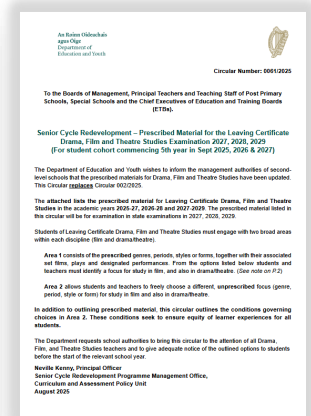 An Roinn Oideachais
agus Óige
Department of
Education and Youth
Circular Number: 0061/2025
To the Boards of Management, Principal Teachers and Teaching Staff of Post Primary
Schools, Special Schools and the Chief Executives of Education and Training Boards
(ETBs).
Senior Cycle Redevelopment – Prescribed Material for the Leaving Certificate
Drama, Film and Theatre Studies Examination 2027, 2028, 2029
(For student cohort commencing 5th year in Sept 2025, 2026 & 2027)
The Department of Education and Youth wishes to inform the management authorities of second-
level schools that the prescribed materials for Drama, Film and Theatre Studies have been updated.
This Circular replaces Circular 002/2025.
The attached lists the prescribed material for Leaving Certificate Drama, Film and Theatre
Studies in the academic years 2025-27, 2026-28 and 2027-2029. The prescribed material listed in
this circular will be for examination in state examinations in 2027, 2028, 2029.
Students of Leaving Certificate Drama, Film and Theatre Studies must engage with two broad areas
within each discipline (film and drama/theatre).
Area 1 consists of the prescribed genres, periods, styles or forms, together with their associated
set films, plays and designated performances. From the options listed below students and
teachers must identify a focus for study in film, and also in drama/theatre. (See note on P.2)
Area 2 allows students and teachers to freely choose a different, unprescribed focus (genre,
period, style or form) for study in film and also in drama/theatre.
In addition to outlining prescribed material, this circular outlines the conditions governing
choices in Area 2. These conditions seek to ensure equity of learner experiences for all
students.
The Department requests school authorities to bring this circular to the attention of all Drama,
Film, and Theatre Studies teachers and to give adequate notice of the outlined options to students
before the start of the relevant school year.
Neville Kenny, Principal Officer
Senior Cycle Redevelopment Programme Management Office,
Curriculum and Assessment Policy Unit
August 2025